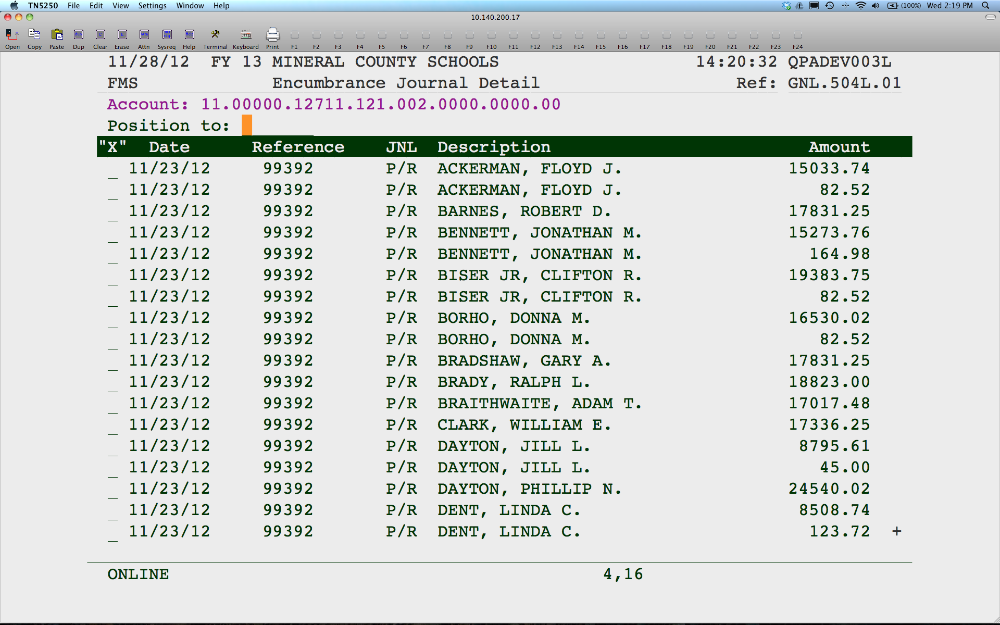 TN5250 File Edit View Settings Window Help (100%) Wed 2:19 PM
10.140.200.17
Open Copy Paste Dup Clear Erase Attn Sysreq Help Terminal Keyboard Print F1 F2 F3 F4 F5 F6 F7 F8 F9 F10 F11 F12 F13 F14 F15 F16 F17 F18 F19 F20 F21 F22 F23 F24
11/28/12 FY 13 MINERAL COUNTY SCHOOLS 14:20:32 QPADEV003L
FMS Encumbrance Journal Detail Ref: GNL.504L.01
Account: 11.00000.12711.121.002.0000.0000.00
Position to:
"X" Date Reference JNL Description Amount
_ 11/23/12 99392 P/R ACKERMAN, FLOYD J. 15033.74
_ 11/23/12 99392 P/R ACKERMAN, FLOYD J. 82.52
_ 11/23/12 99392 P/R BARNES, ROBERT D. 17831.25
_ 11/23/12 99392 P/R BENNETT, JONATHAN M. 15273.76
_ 11/23/12 99392 P/R BENNETT, JONATHAN M. 164.98
_ 11/23/12 99392 P/R BISER JR, CLIFTON R. 19383.75
_ 11/23/12 99392 P/R BISER JR, CLIFTON R. 82.52
_ 11/23/12 99392 P/R BORHO, DONNA M. 16530.02
_ 11/23/12 99392 P/R BORHO, DONNA M. 82.52
_ 11/23/12 99392 P/R BRADSHAW, GARY A. 17831.25
_ 11/23/12 99392 P/R BRADY, RALPH L. 18823.00
_ 11/23/12 99392 P/R BRAITHWAITE, ADAM T. 17017.48
_ 11/23/12 99392 P/R CLARK, WILLIAM E. 17336.25
_ 11/23/12 99392 P/R DAYTON, JILL L. 8795.61
_ 11/23/12 99392 P/R DAYTON, JILL L. 45.00
_ 11/23/12 99392 P/R DAYTON, PHILLIP N. 24540.02
_ 11/23/12 99392 P/R DENT, LINDA C. 8508.74
_ 11/23/12 99392 P/R DENT, LINDA C. 123.72 +
ONLINE 4,16